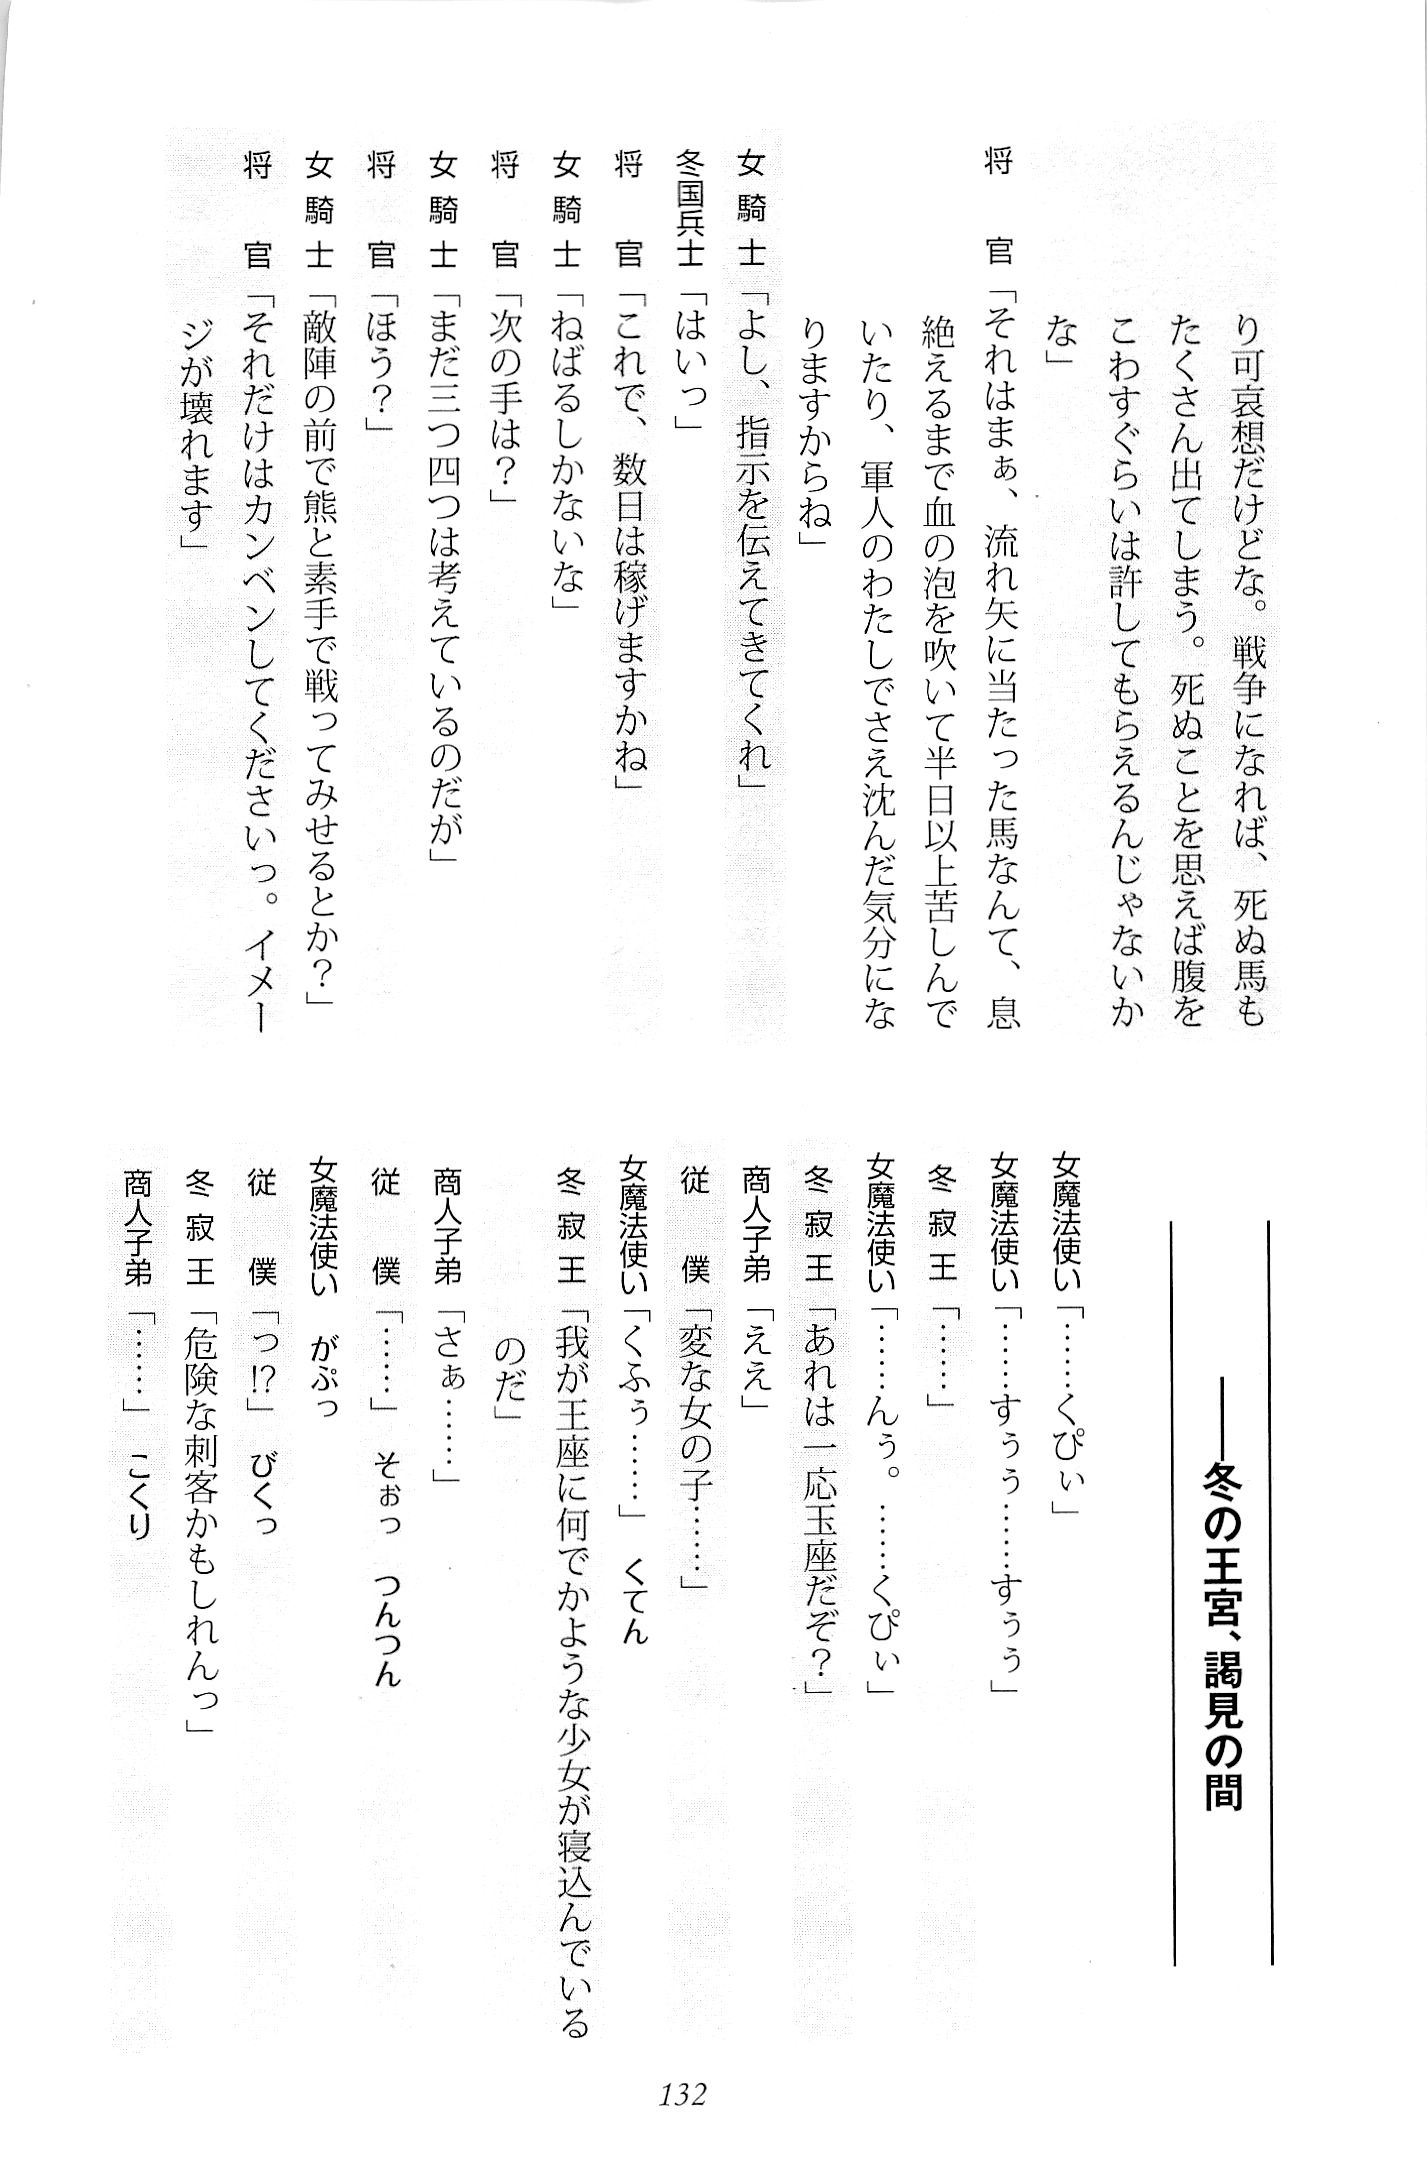 り可哀想だけどな。戦争になれば、死ぬ馬も
たくさん出てしまう。死ぬことを思えば腹を
こわすぐらいは許してもらえるんじゃないか
な」
将官「それはまぁ、流れ矢に当たった馬なんて、息
絶えるまで血の泡を吹いて半日以上苦しんで
いたり、軍人のわたしでさえ沈んだ気分にな
りますからね」
女騎士「よし、指示を伝えてきてくれ」
冬国兵士「はいっ」
将官「これで、数日は稼げますかね」
女騎士「ねばるしかないな」
将官「次の手は？」
女騎士「まだ三つ四つは考えているのだが」
将官「ほう？」
女騎士「敵陣の前で熊と素手で戦ってみせるとか？」
将官「それだけはカンベンしてくださいっ。イメー
ジが壊れます」
――冬の王宮、謁見の間
女魔法使い「……くぴぃ」
女魔法使い「……すぅぅ……すぅぅ」
冬寂王「……」
女魔法使い「……んぅ。……くぴぃ」
冬寂王「あれは一応玉座だぞ？」
商人子弟「ええ」
従僕「変な女の子……」
女魔法使い「くふぅ……」　くてん
冬寂王「我が王座に何でかような少女が寝込んでいる
のだ」
商人子弟「さぁ……」
従僕「……」　そぉっ　つんつん
女魔法使い　がぷっ
従僕「っ!?」　びくっ
冬寂王「危険な刺客かもしれんっ」
商人子弟「……」　こくり
132